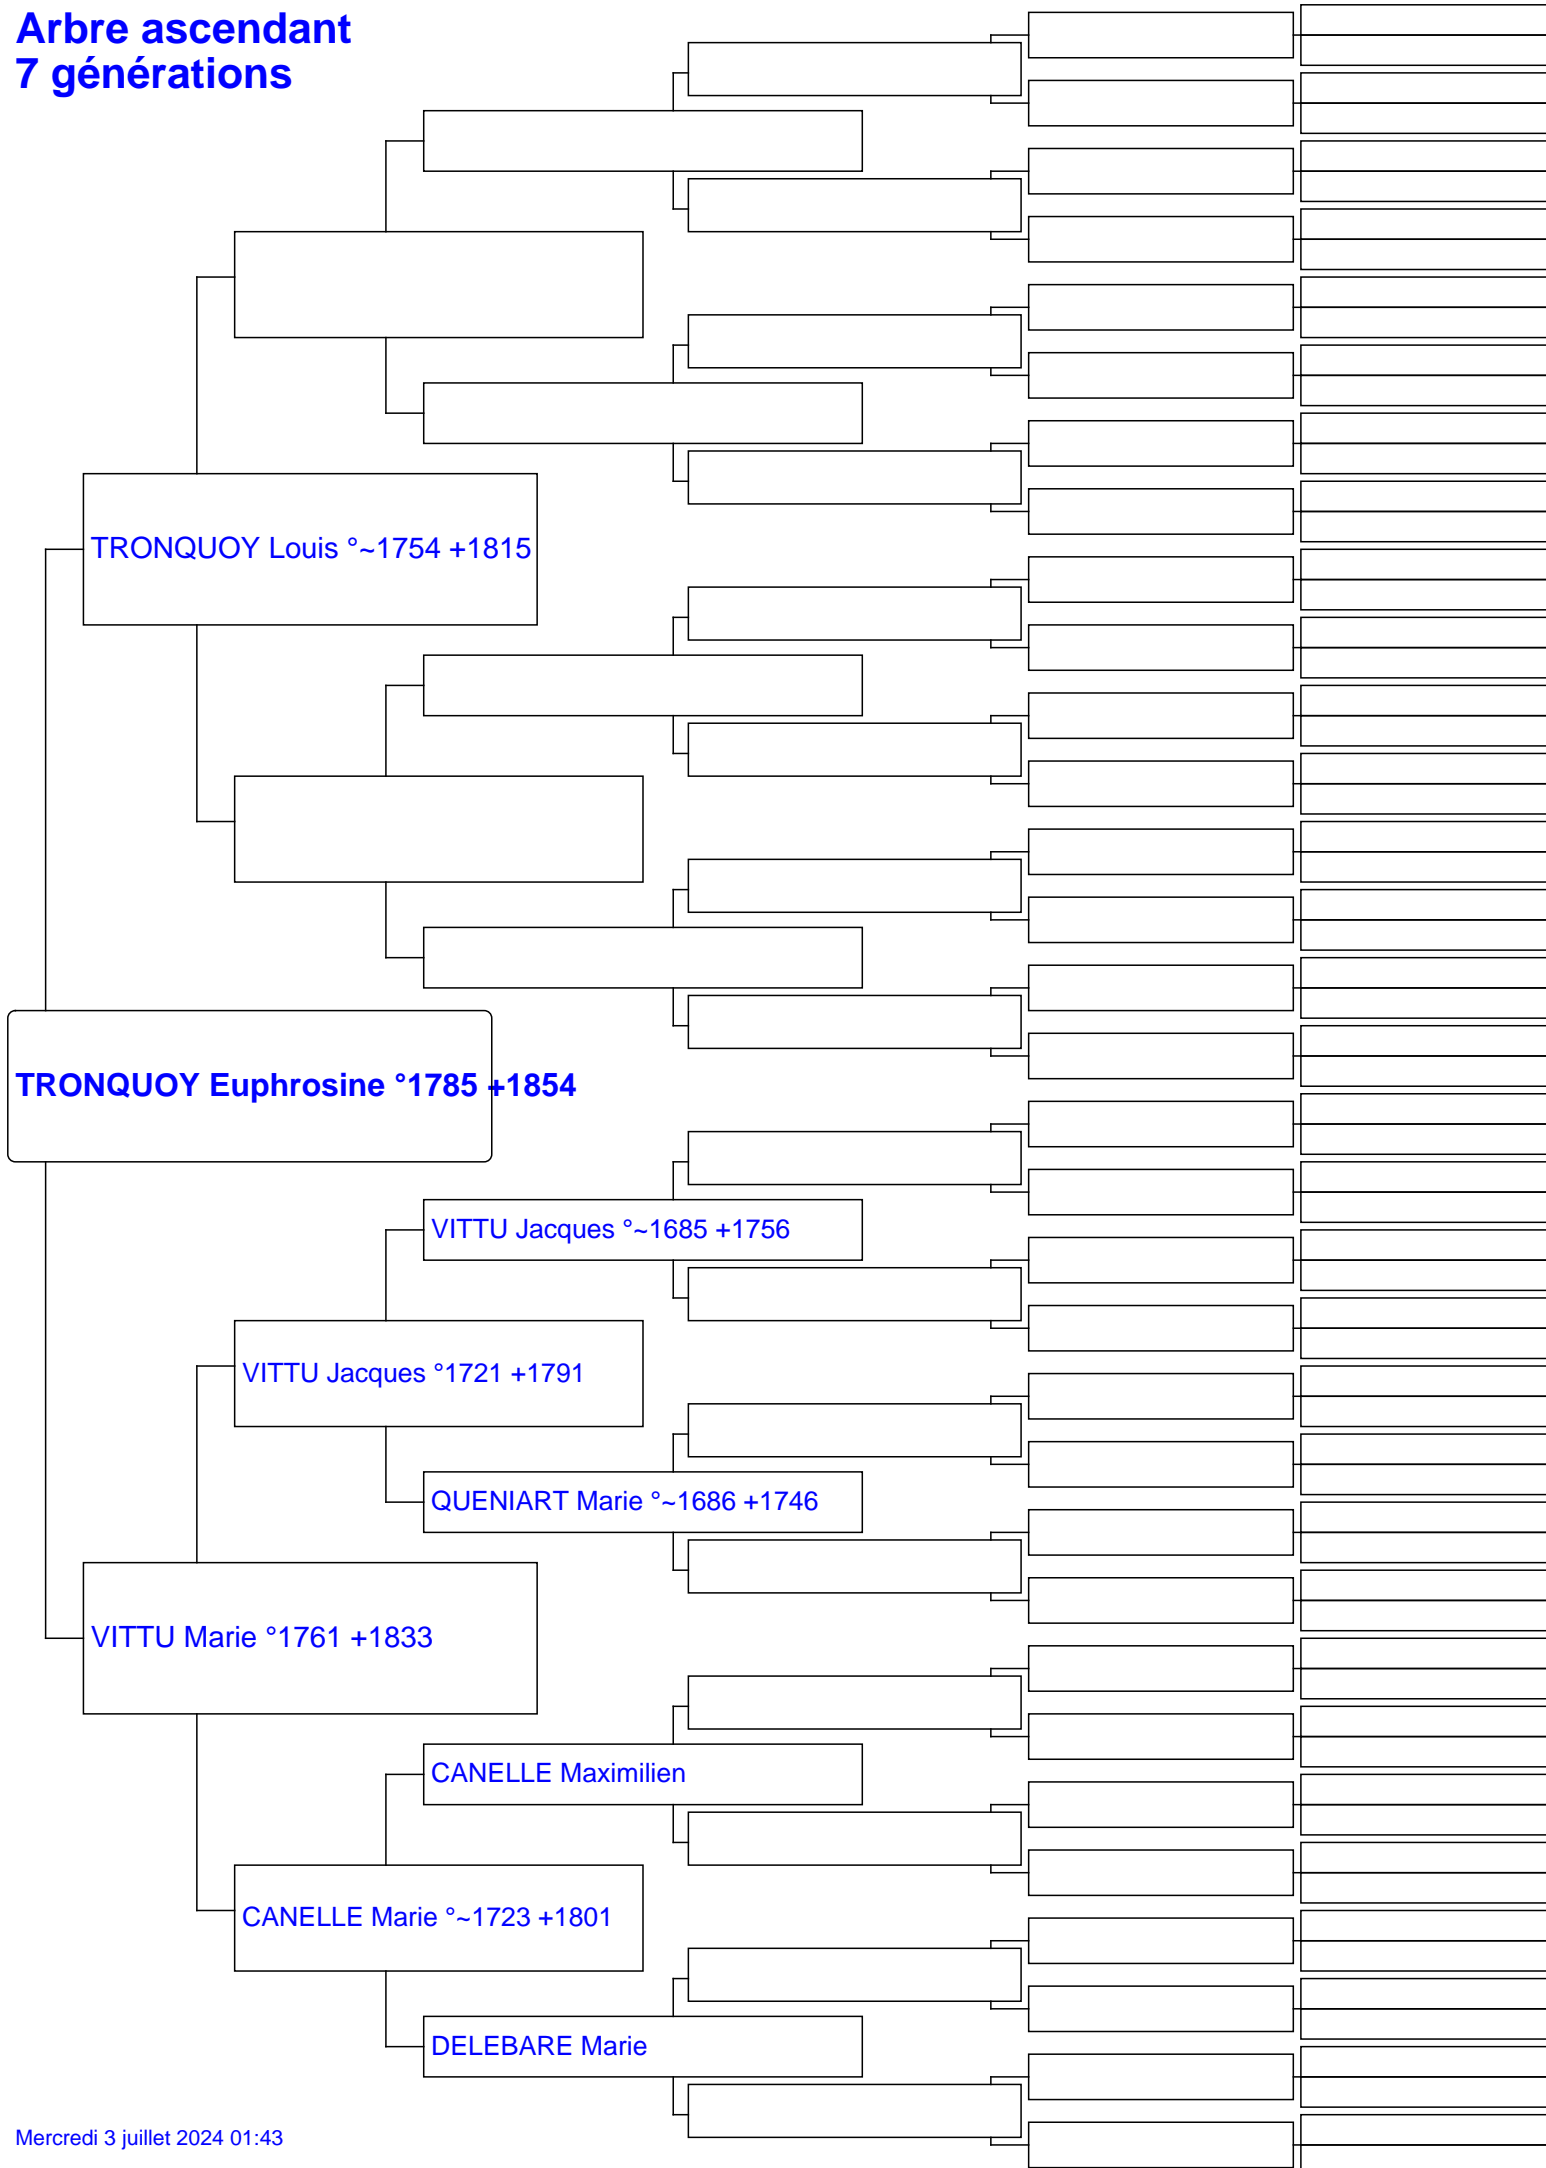 Arbre ascendant
7 générations
TRONQUOY Louis °~1754 +1815
TRONQUOY Euphrosine °1785 +1854
VITTU Jacques °~1685 +1756
VITTU Jacques °1721 +1791
QUENIART Marie °~1686 +1746
VITTU Marie °1761 +1833
CANELLE Maximilien
CANELLE Marie °~1723 +1801
DELEBARE Marie
Mercredi 3 juillet 2024 01:43